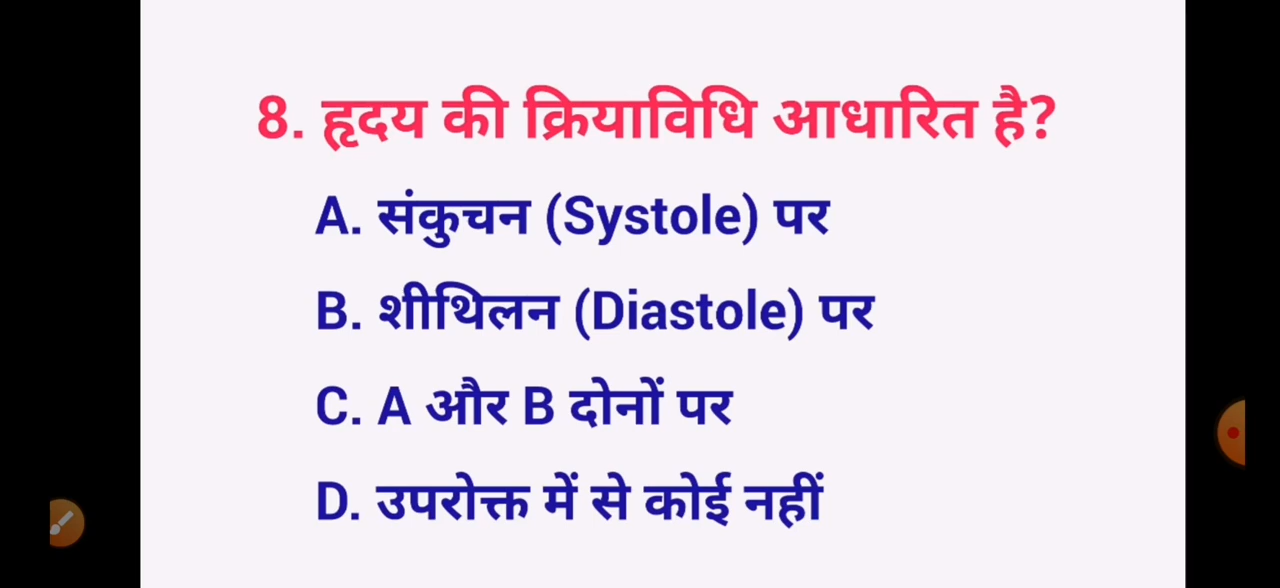 8. हृदय की क्रियाविधि आधारित है?
A. संकुचन (Systole) पर
B. शीथिलन (Diastole) पर
C. A और B दोनों पर
D. उपरोक्त में से कोई नहीं